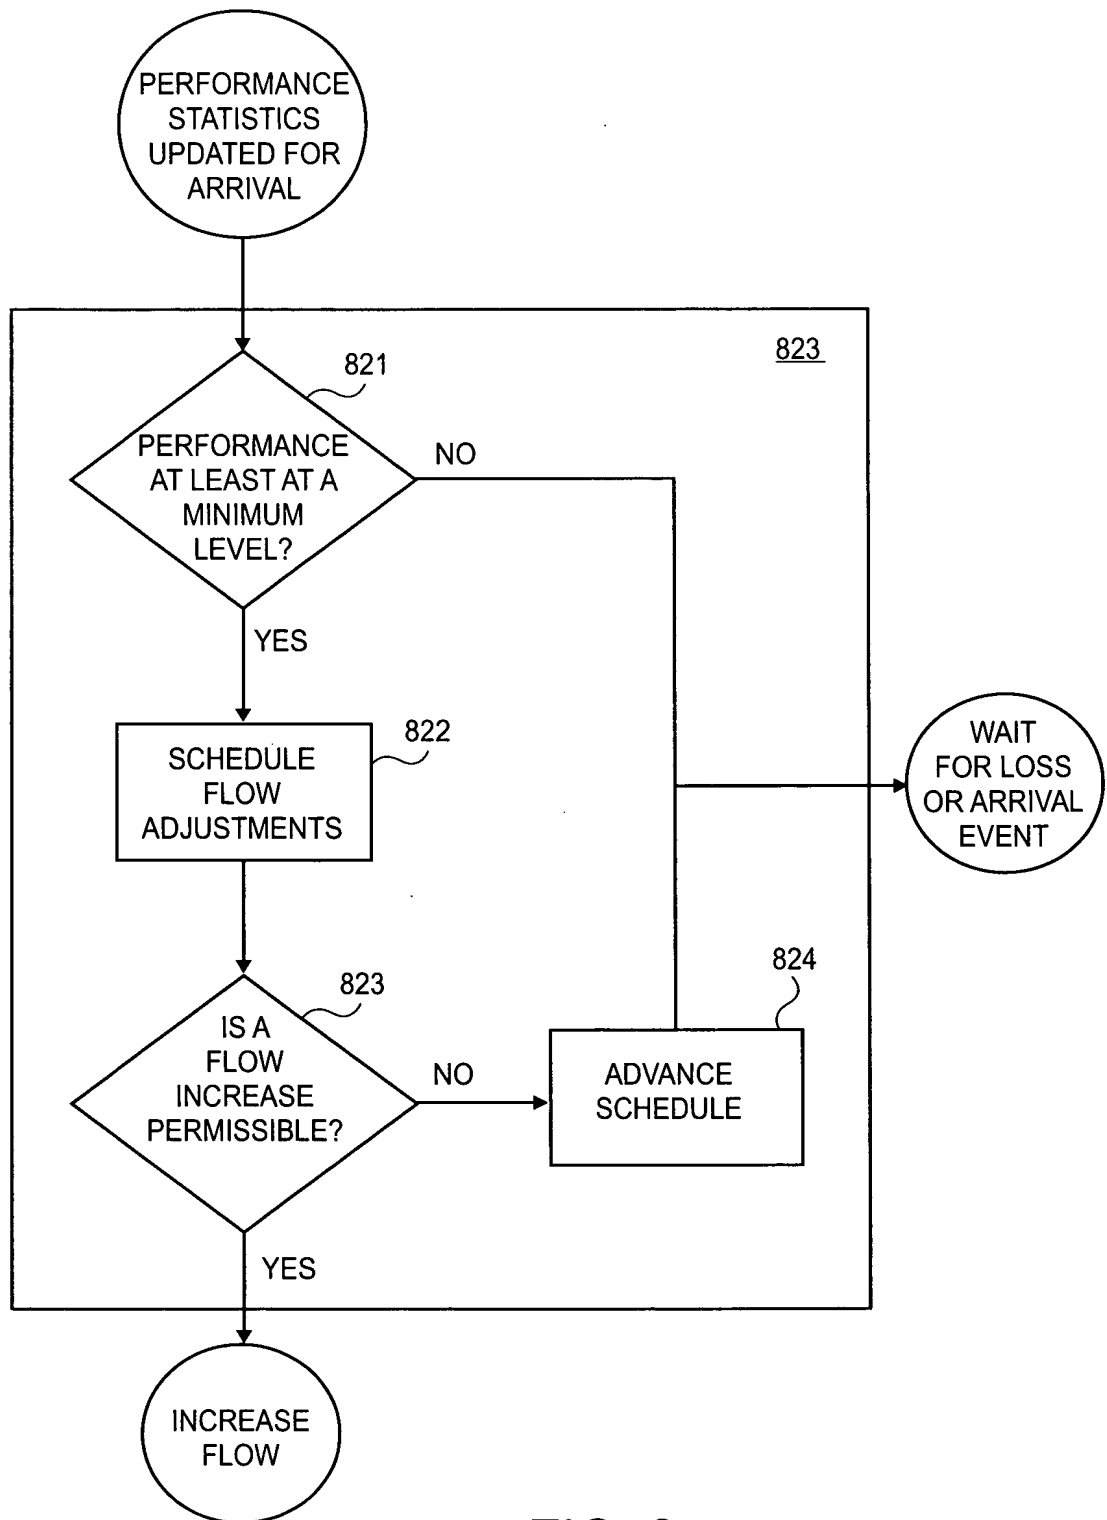 PERFORMANCE
STATISTICS
UPDATED FOR
ARRIVAL
823
821
PERFORMANCE
AT LEAST AT A
MINIMUM
LEVEL?
NO
YES
822
SCHEDULE
FLOW
ADJUSTMENTS
WAIT
FOR LOSS
OR ARRIVAL
EVENT
823
IS A
FLOW
INCREASE
PERMISSIBLE?
NO
824
ADVANCE
SCHEDULE
YES
INCREASE
FLOW